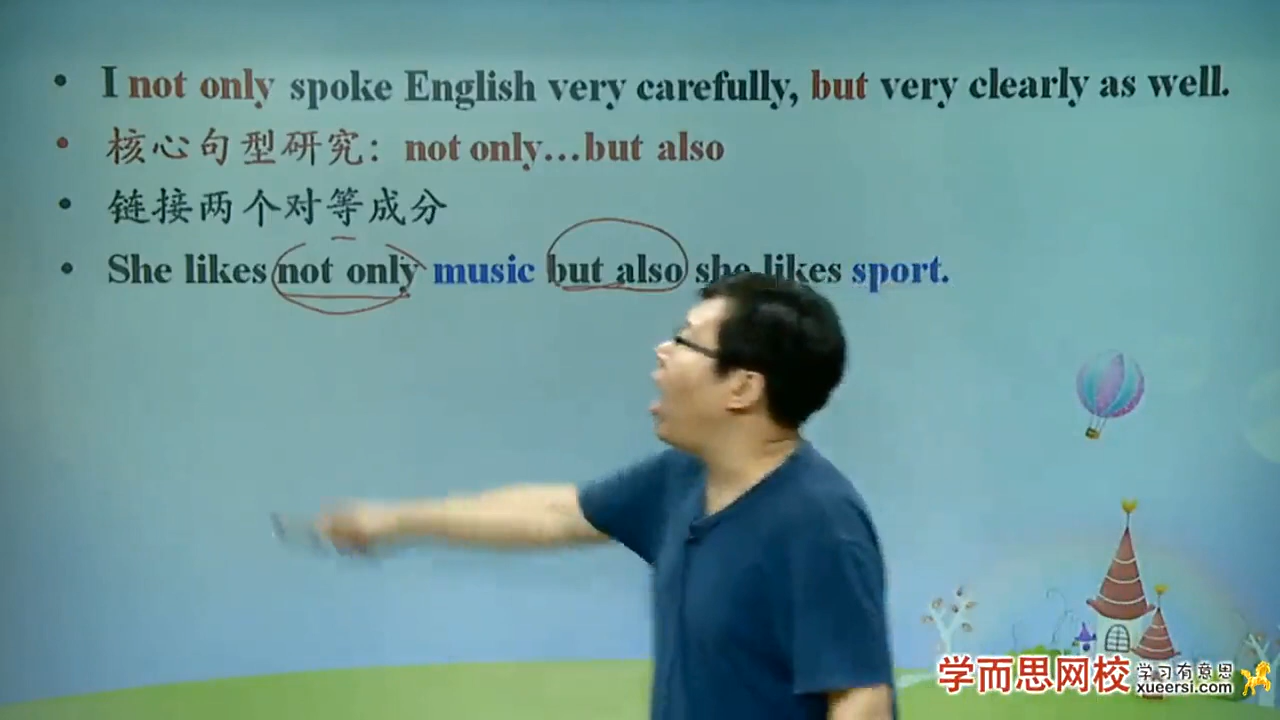 • I not only spoke English very carefully, but very clearly as well.
• 核心句型研究：not only…but also
• 链接两个对等成分
• She likes not only music but also she likes sport.
学而思网校
学习有意思
xueersi.com